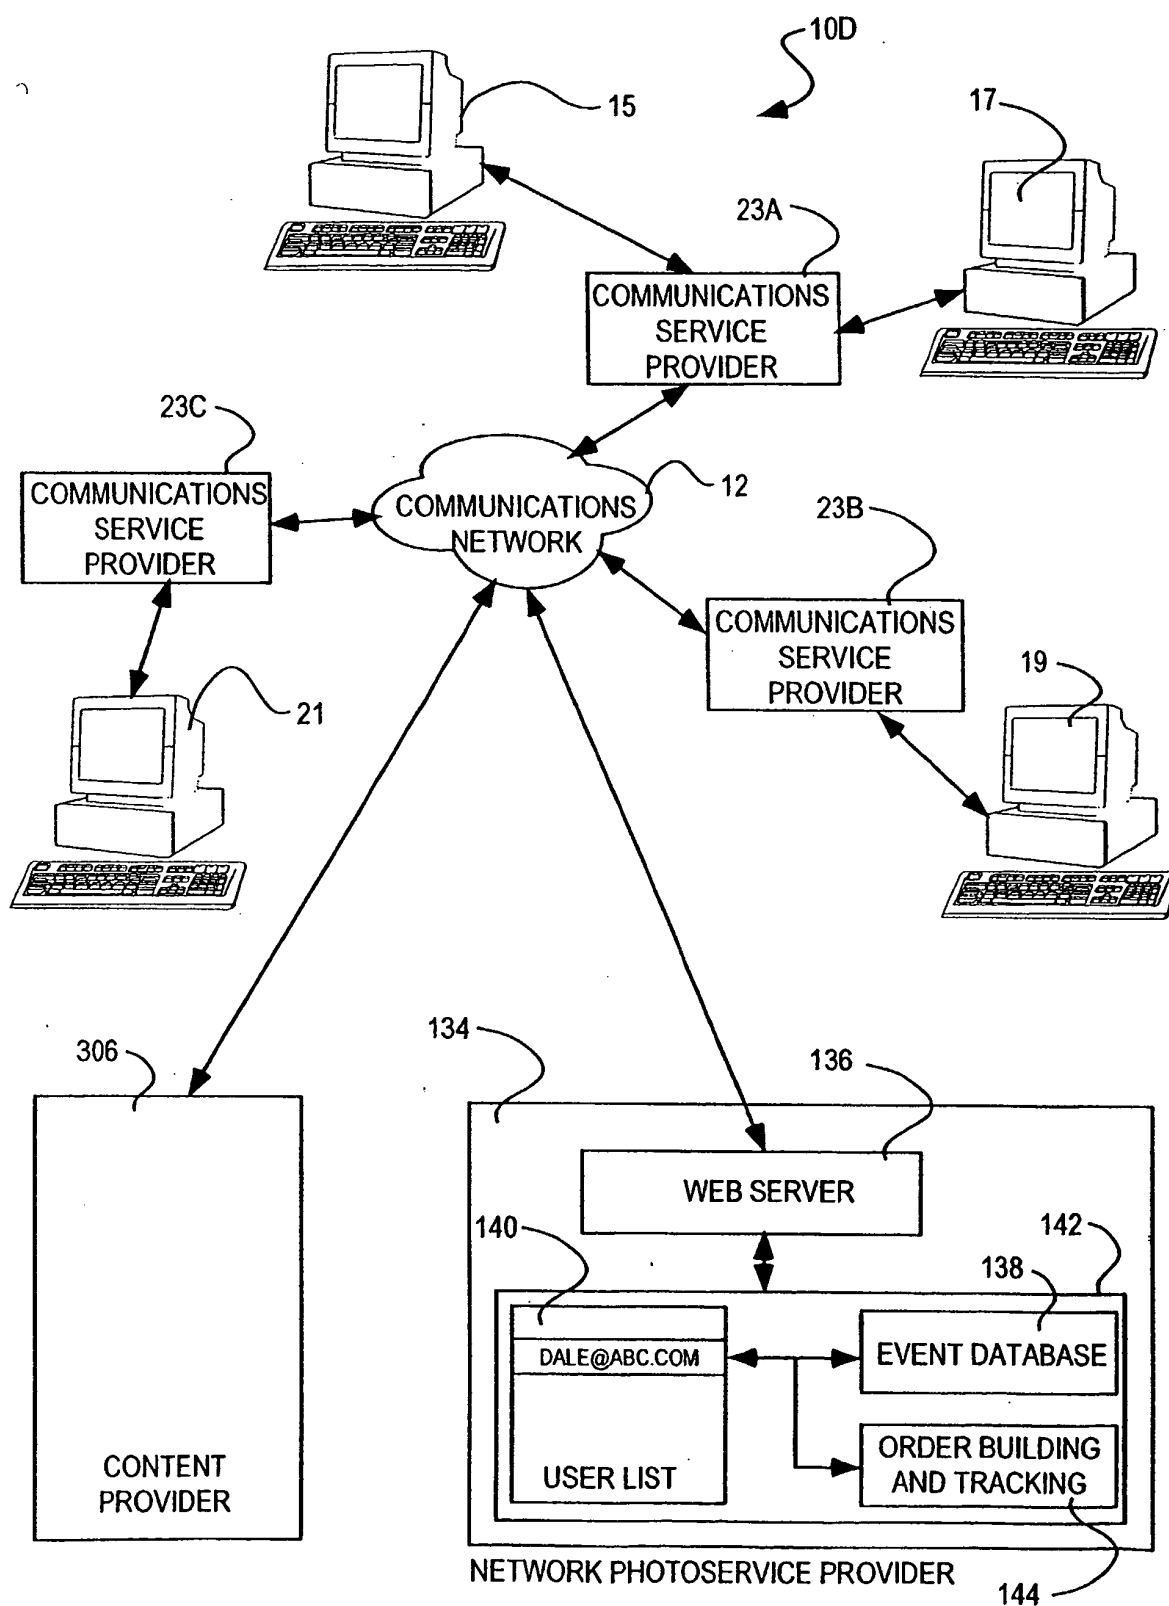 10D
15
17
23A
COMMUNICATIONS
SERVICE
PROVIDER
23C
COMMUNICATIONS
SERVICE
PROVIDER
12
COMMUNICATIONS
NETWORK
23B
COMMUNICATIONS
SERVICE
PROVIDER
19
21
306
134
136
WEB SERVER
140
142
138
DALE@ABC.COM
EVENT DATABASE
USER LIST
ORDER BUILDING
AND TRACKING
CONTENT
PROVIDER
NETWORK PHOTOSERVICE PROVIDER
144